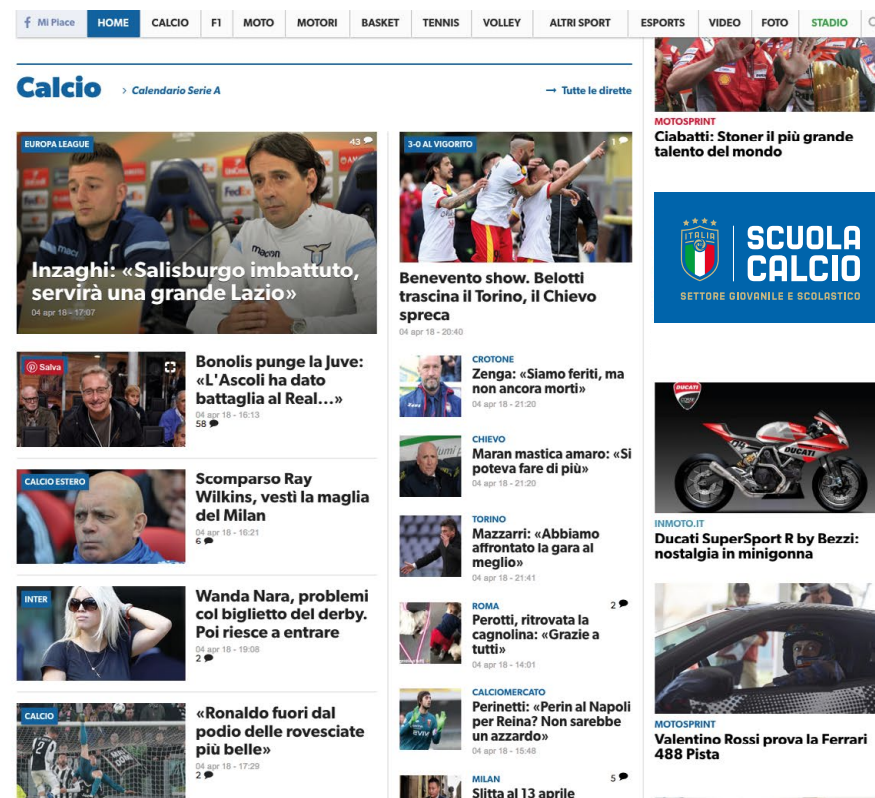 f Mi Piace
HOME
CALCIO
F1
MOTO
MOTORI
BASKET
TENNIS
VOLLEY
ALTRI SPORT
ESPORTS
VIDEO
FOTO
STADIO
Calcio
> Calendario Serie A
→ Tutte le dirette
EUROPA LEAGUE
43
FedEx
macron
Inzaghi: «Salisburgo imbattuto,
servirà una grande Lazio»
04 apr 18 - 17:07
Salva
Bonolis punge la Juve:
«L'Ascoli ha dato
battaglia al Real...»
04 apr 18 - 16:13
58
CALCIO ESTERO
Scomparso Ray
Wilkins, vestì la maglia
del Milan
04 apr 18 - 16:21
6
INTER
Wanda Nara, problemi
col biglietto del derby.
Poi riesce a entrare
04 apr 18 - 19:08
2
CALCIO
«Ronaldo fuori dal
podio delle rovesciate
più belle»
04 apr 18 - 17:29
2
3-0 AL VIGORITO
1
Benevento show. Belotti
trascina il Torino, il Chievo
spreca
04 apr 18 - 20:40
CROTONE
Zenga: «Siamo feriti, ma
non ancora morti»
04 apr 18 - 21:20
CHIEVO
Maran mastica amaro: «Si
poteva fare di più»
04 apr 18 - 21:20
TORINO
Mazzarri: «Abbiamo
affrontato la gara al
meglio»
04 apr 18 - 21:41
ROMA
2
Perotti, ritrovata la
cagnolina: «Grazie a
tutti»
04 apr 18 - 14:01
CALCIOMERCATO
Perinetti: «Perin al Napoli
per Reina? Non sarebbe
un azzardo»
04 apr 18 - 15:48
MILAN
5
Slitta al 13 aprile
MOTOSPRINT
Ciabatti: Stoner il più grande
talento del mondo
ITALIA
SCUOLA
CALCIO
SETTORE GIOVANILE E SCOLASTICO
DUCATI
DUCATI
INMOTO.IT
Ducati SuperSport R by Bezzi:
nostalgia in minigonna
MOTOSPRINT
Valentino Rossi prova la Ferrari
488 Pista